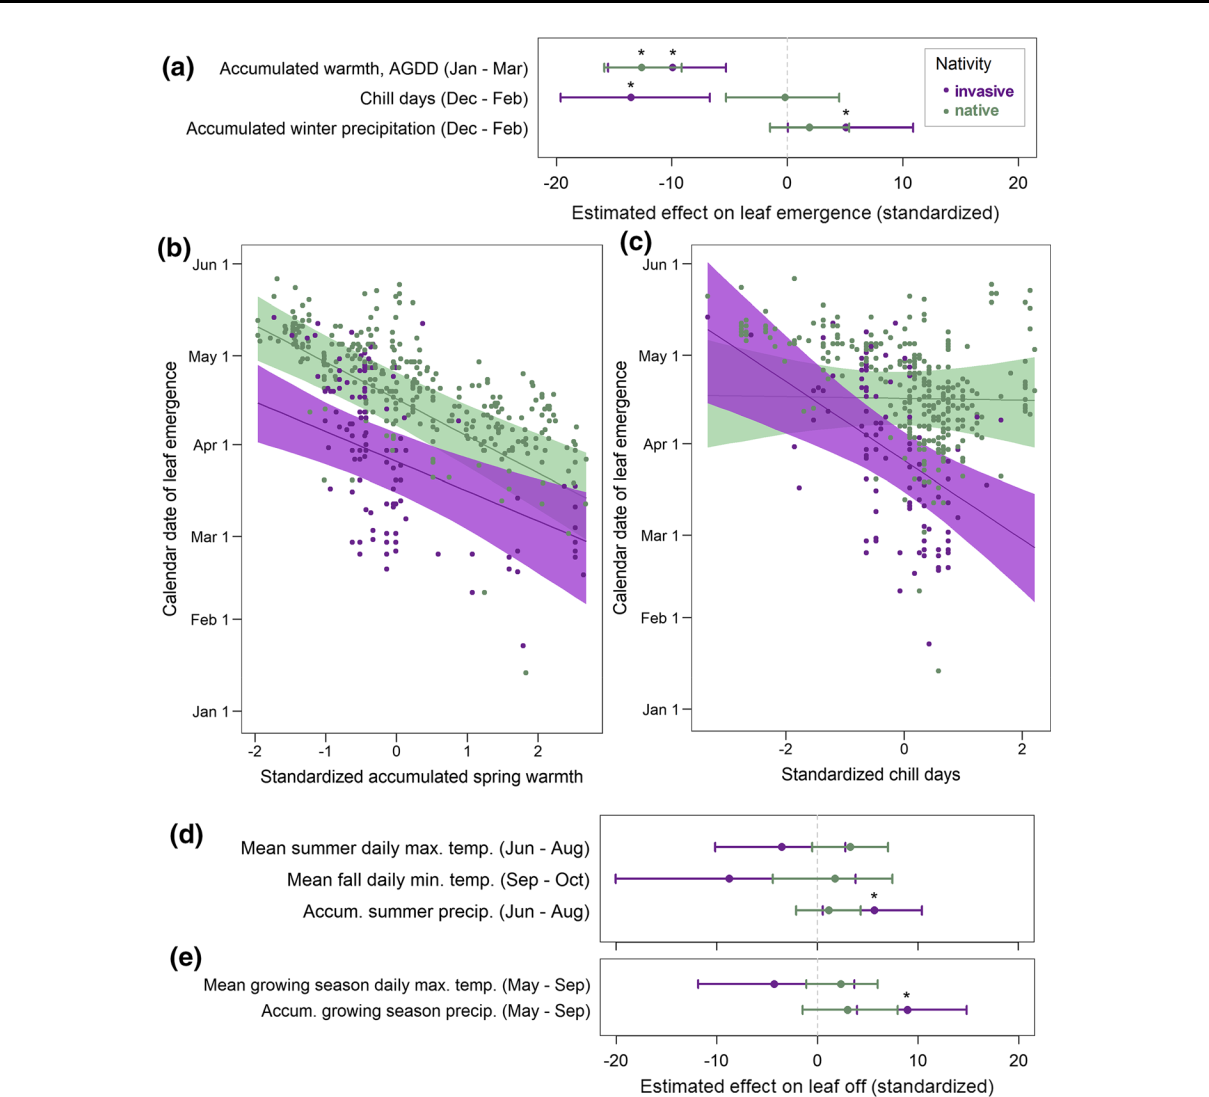 (a)
Accumulated warmth, AGDD (Jan - Mar)
Chill days (Dec - Feb)
Accumulated winter precipitation (Dec - Feb)
* *
*
*
Nativity
invasive
native
-20 -10 0 10 20
Estimated effect on leaf emergence (standardized)
(b)
Calendar date of leaf emergence
Jun 1
May 1
Apr 1
Mar 1
Feb 1
Jan 1
-2 -1 0 1 2
Standardized accumulated spring warmth
(c)
Calendar date of leaf emergence
Jun 1
May 1
Apr 1
Mar 1
Feb 1
Jan 1
-2 0 2
Standardized chill days
(d)
Mean summer daily max. temp. (Jun - Aug)
Mean fall daily min. temp. (Sep - Oct)
Accum. summer precip. (Jun - Aug)
*
(e)
Mean growing season daily max. temp. (May - Sep)
Accum. growing season precip. (May - Sep)
*
-20 -10 0 10 20
Estimated effect on leaf off (standardized)